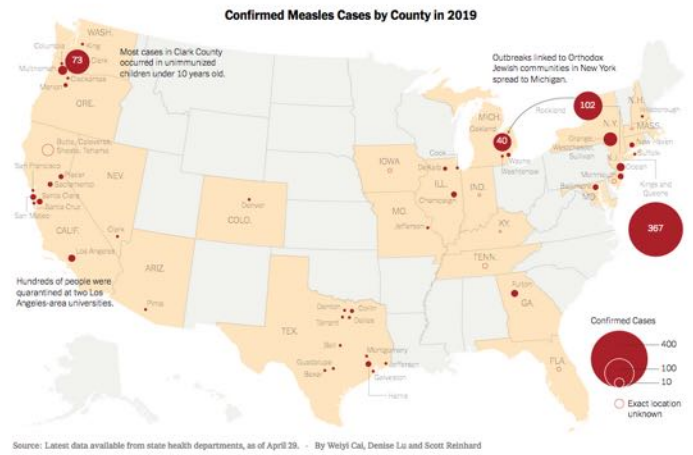 Confirmed Measles Cases by County in 2019
WASH.
Columbia
King
73
Clark
Multnomah
Clackamas
Marion
ORE.
Most cases in Clark County
occurred in unimmunized
children under 10 years old.
Outbreaks linked to Orthodox
Jewish communities in New York
spread to Michigan.
Rockland
102
N.H.
N.Y.
MASS.
MICH.
Oakland
40
Wayne
Washtenaw
Orange,
Westchester,
Sullivan
New Haven
Suffolk
Ocean
Monmouth
Kings and
Queens
367
MD.
Butte, Calaveras,
Shasta, Tehama
San Francisco
Placer
Sacramento
Santa Clara
Santa Cruz
San Mateo
NEV.
CALIF.
Clark
Los Angeles
Hundreds of people were
quarantined at two Los
Angeles-area universities.
ARIZ.
Pima
Denver
COLO.
IOWA
Cook
DeKalb
ILL.
Champaign
IND.
MO.
Jefferson
KY.
TENN.
Fulton
GA.
FLA.
TEX.
Denton
Collin
Tarrant
Dallas
Bell
Montgomery
Guadalupe
Jefferson
Bexar
Galveston
Harris
Confirmed Cases
400
100
10
Exact location
unknown
Source: Latest data available from state health departments, as of April 29. - By Weiyi Cai, Denise Lu and Scott Reinhard